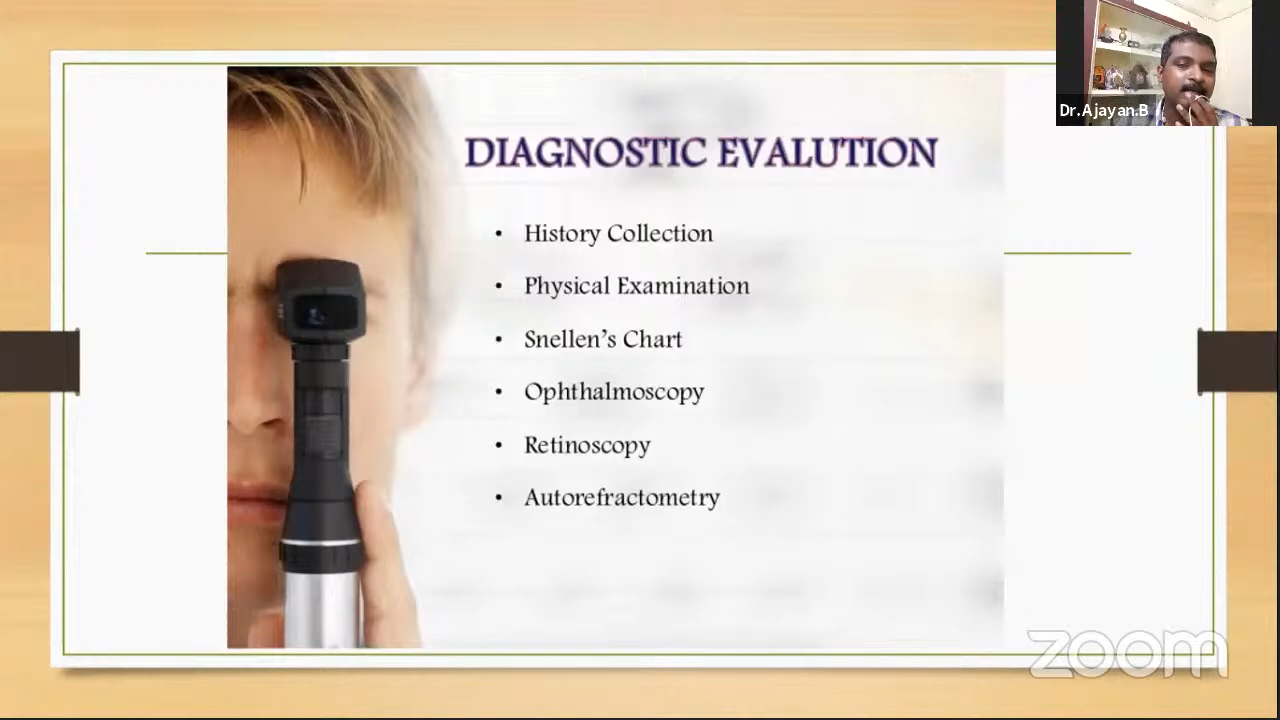 DIAGNOSTIC EVALUTION
• History Collection
• Physical Examination
• Snellen's Chart
• Ophthalmoscopy
• Retinoscopy
• Autorefractometry
Dr.Ajayan.B
zoom